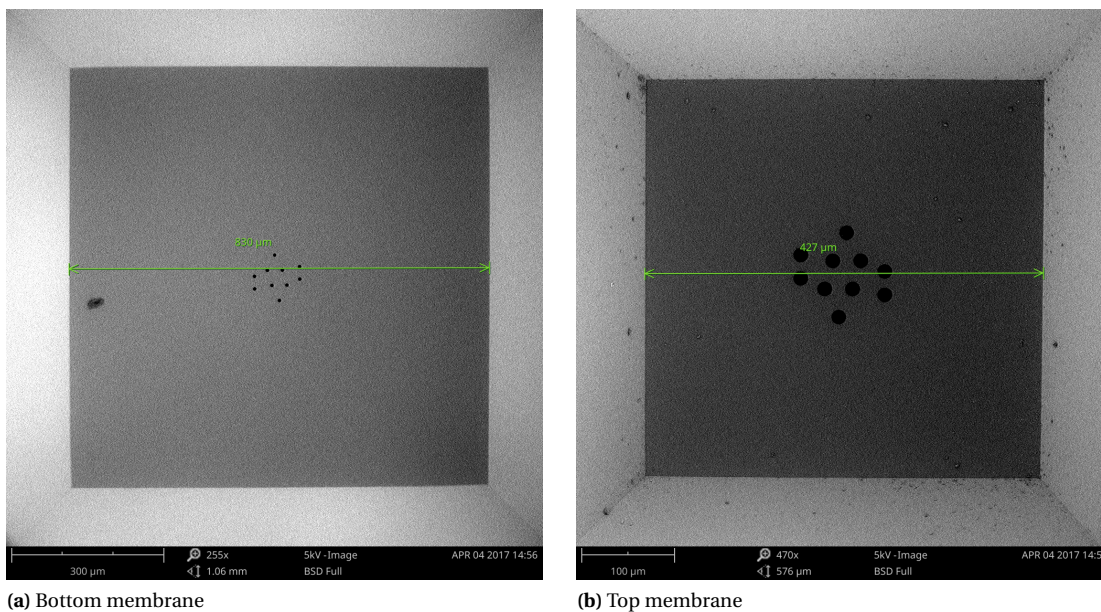 830 µm
255x
5kV -Image
APR 04 2017 14:56
300 µm
1.06 mm
BSD Full
(a) Bottom membrane
427 µm
470x
5kV -Image
APR 04 2017 14:5
100 µm
576 µm
BSD Full
(b) Top membrane